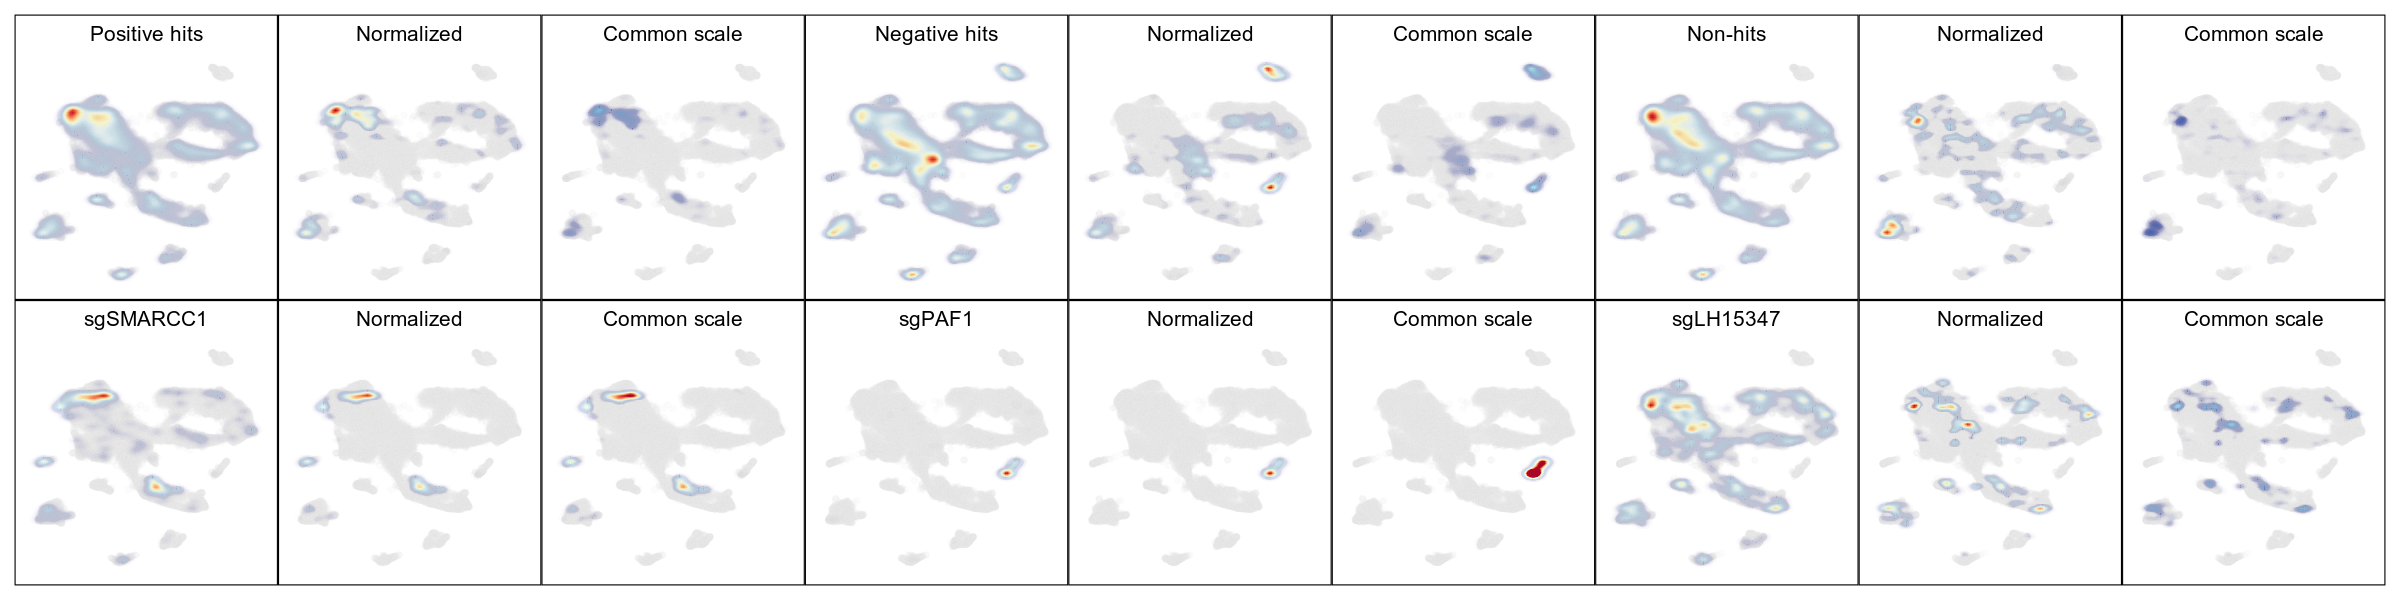 Positive hits
Normalized
Common scale
Negative hits
Normalized
Common scale
Non-hits
Normalized
Common scale
sgSMARCC1
Normalized
Common scale
sgPAF1
Normalized
Common scale
sgLH15347
Normalized
Common scale